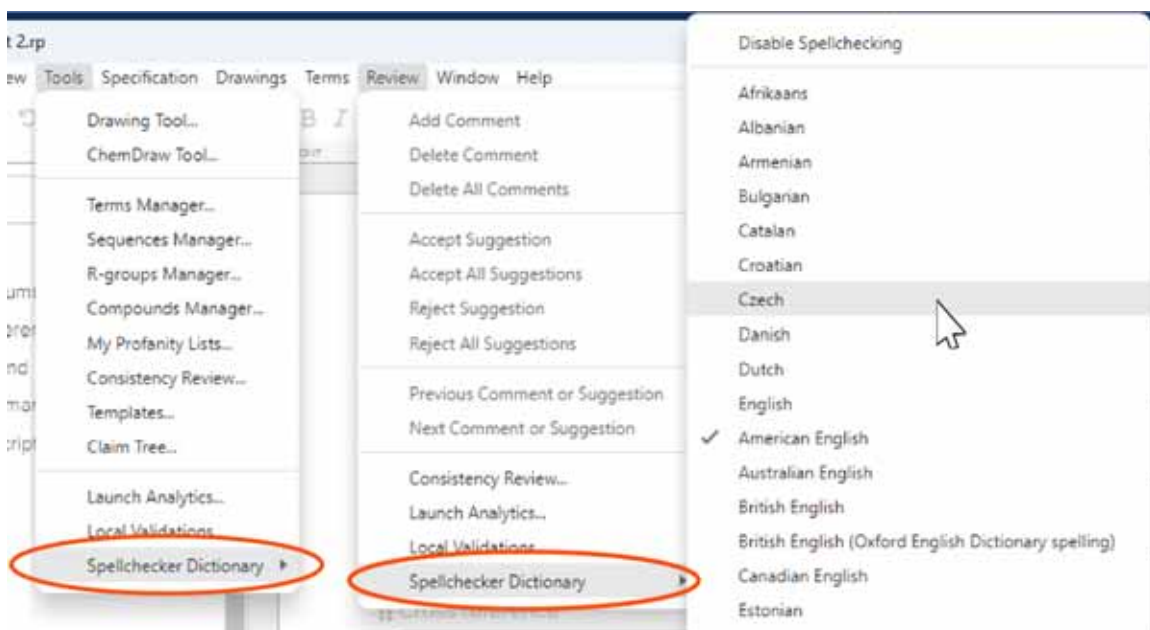 t 2.rp
ew Tools Specification Drawings Terms Review Window Help
B I
Drawing Tool...
ChemDraw Tool...
Terms Manager...
Sequences Manager...
R-groups Manager...
Compounds Manager...
My Profanity Lists...
Consistency Review...
Templates...
Claim Tree...
Launch Analytics...
Local Validations
Spellchecker Dictionary
Add Comment
Delete Comment
Delete All Comments
Accept Suggestion
Accept All Suggestions
Reject Suggestion
Reject All Suggestions
Previous Comment or Suggestion
Next Comment or Suggestion
Consistency Review...
Launch Analytics...
Local Validations
Spellchecker Dictionary
Disable Spellchecking
Afrikaans
Albanian
Armenian
Bulgarian
Catalan
Croatian
Czech
Danish
Dutch
English
American English
Australian English
British English
British English (Oxford English Dictionary spelling)
Canadian English
Estonian